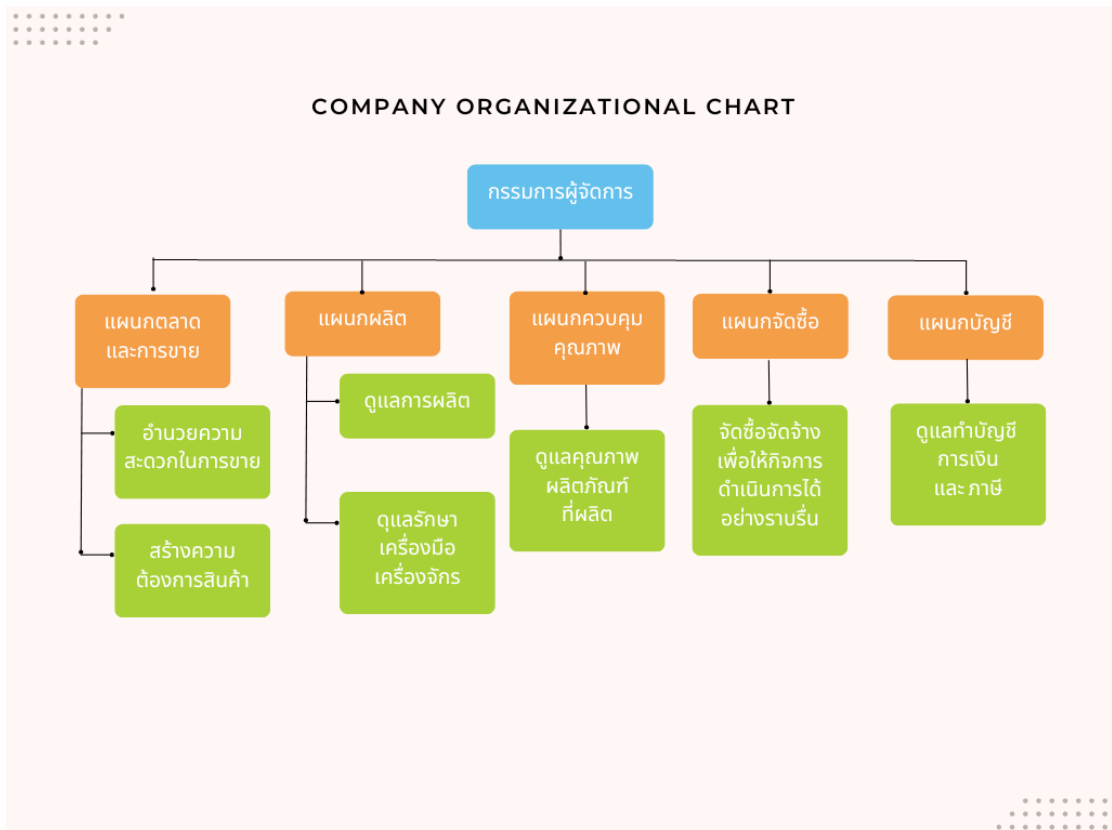 COMPANY ORGANIZATIONAL CHART
กรรมการผู้จัดการ
แผนกตลาด
และการขาย
อำนวยความ
สะดวกในการขาย
สร้างความ
ต้องการสินค้า
แผนกผลิต
ดูแลการผลิต
ดุแลรักษา
เครื่องมือ
เครื่องจักร
แผนกควบคุม
คุณภาพ
ดูแลคุณภาพ
ผลิตภัณฑ์
ที่ผลิต
แผนกจัดซื้อ
จัดซื้อจัดจ้าง
เพื่อให้กิจการ
ดำเนินการได้
อย่างราบรื่น
แผนกบัญชี
ดูแลทำบัญชี
การเงิน
และ ภาษี